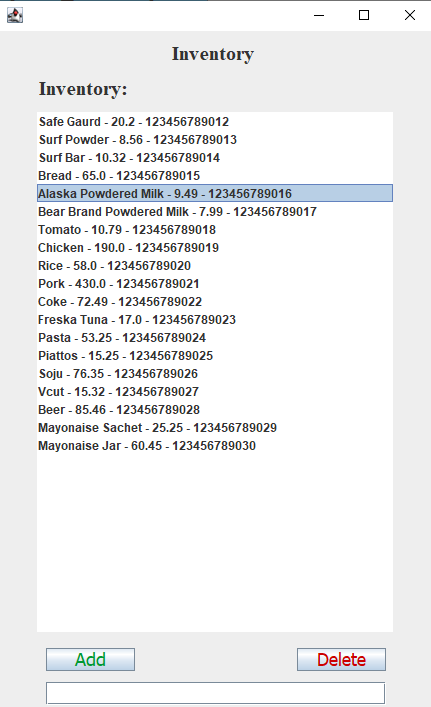 Inventory
Inventory:
Safe Gaurd - 20.2 - 123456789012
Surf Powder - 8.56 - 123456789013
Surf Bar - 10.32 - 123456789014
Bread - 65.0 - 123456789015
Alaska Powdered Milk - 9.49 - 123456789016
Bear Brand Powdered Milk - 7.99 - 123456789017
Tomato - 10.79 - 123456789018
Chicken - 190.0 - 123456789019
Rice - 58.0 - 123456789020
Pork - 430.0 - 123456789021
Coke - 72.49 - 123456789022
Freska Tuna - 17.0 - 123456789023
Pasta - 53.25 - 123456789024
Piattos - 15.25 - 123456789025
Soju - 76.35 - 123456789026
Vcut - 15.32 - 123456789027
Beer - 85.46 - 123456789028
Mayonaise Sachet - 25.25 - 123456789029
Mayonaise Jar - 60.45 - 123456789030
Add
Delete